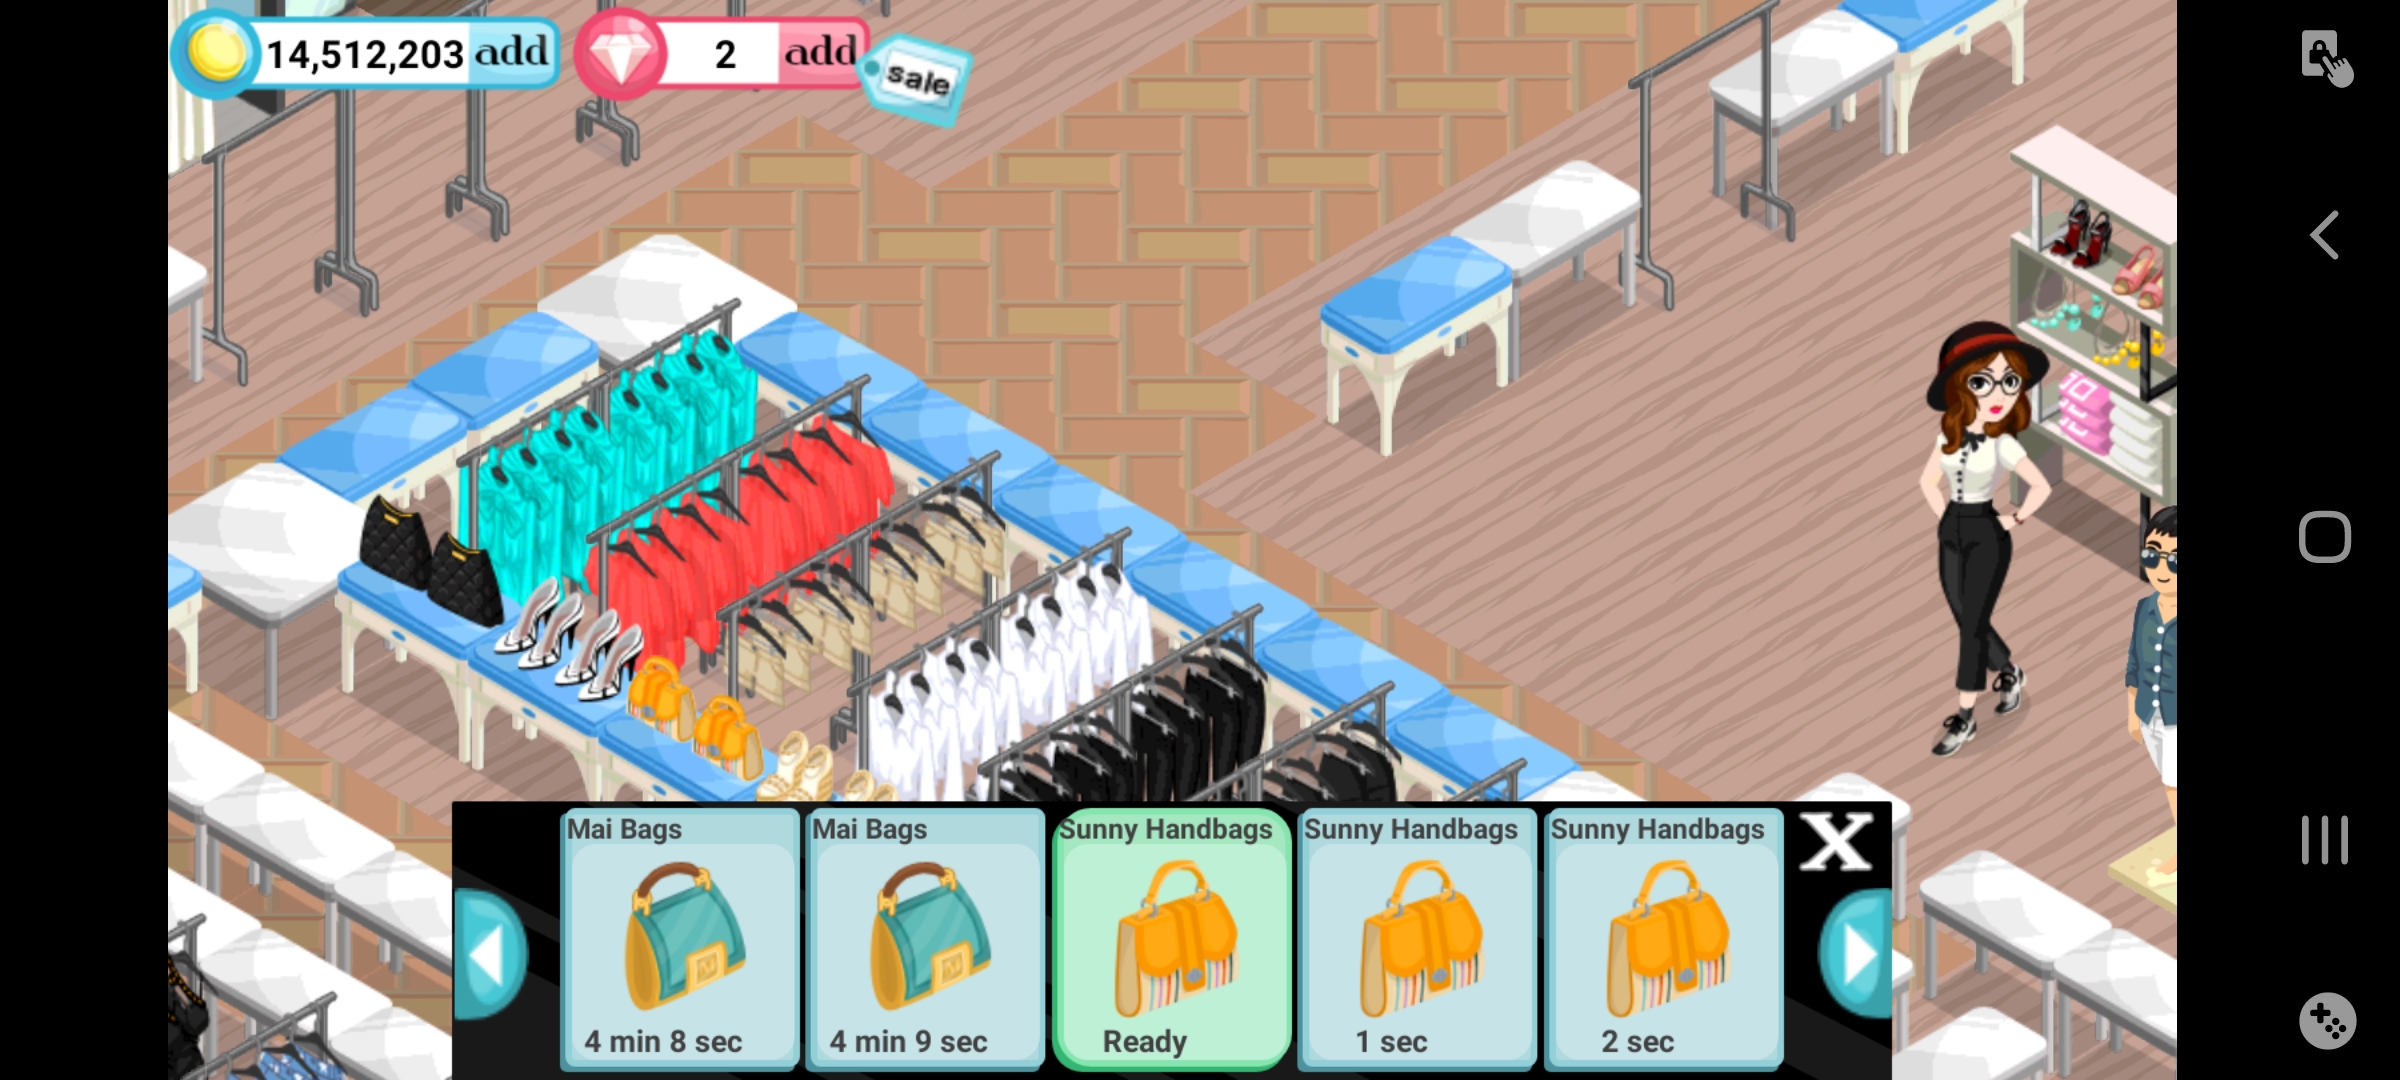 14,512,203 add
2 add
sale
Mai Bags
4 min 8 sec
Mai Bags
4 min 9 sec
Sunny Handbags
Ready
Sunny Handbags
1 sec
Sunny Handbags
2 sec
X